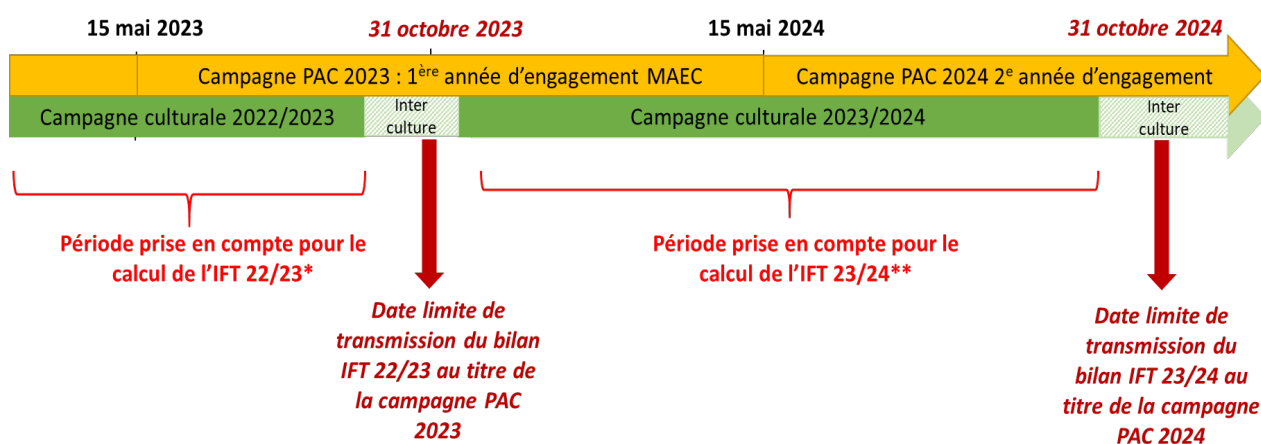 15 mai 2023
31 octobre 2023
15 mai 2024
31 octobre 2024
Campagne PAC 2023 : 1ère année d'engagement MAEC
Campagne PAC 2024 2e année d'engagement
Campagne culturale 2022/2023
Inter
culture
Campagne culturale 2023/2024
Inter
culture
Période prise en compte pour le
calcul de l'IFT 22/23*
Période prise en compte pour le
calcul de l'IFT 23/24**
Date limite de
transmission du bilan
IFT 22/23 au titre de
la campagne PAC
2023
Date limite de
transmission du
bilan IFT 23/24 au
titre de la campagne
PAC 2024